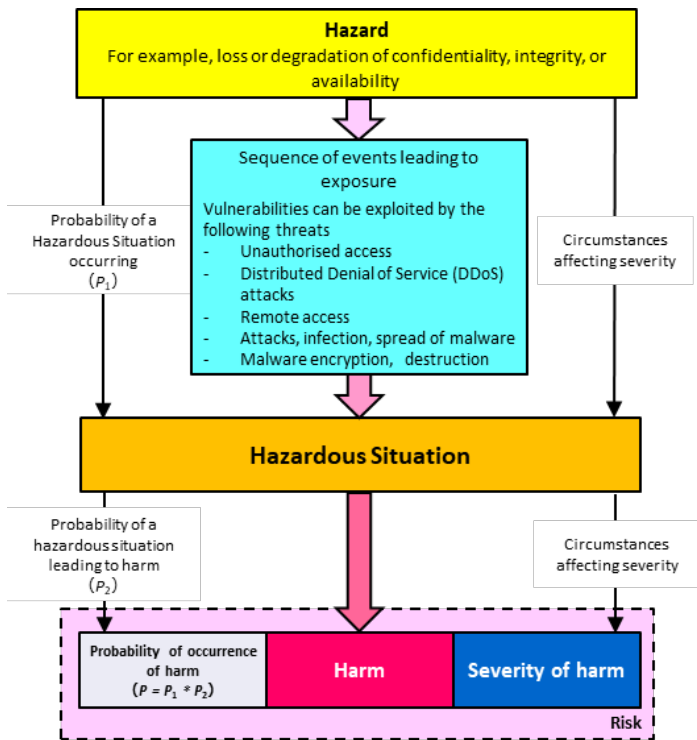 Hazard
For example, loss or degradation of confidentiality, integrity, or
availability
Sequence of events leading to
exposure
Vulnerabilities can be exploited by the
following threats
- Unauthorised access
- Distributed Denial of Service (DDoS)
attacks
- Remote access
- Attacks, infection, spread of malware
- Malware encryption, destruction
Probability of a
Hazardous Situation
occurring
(P₁)
Circumstances
affecting severity
Hazardous Situation
Probability of a
hazardous situation
leading to harm
(P₂)
Circumstances
affecting severity
Probability of occurrence
of harm
(P = P₁ * P₂)
Harm
Severity of harm
Risk